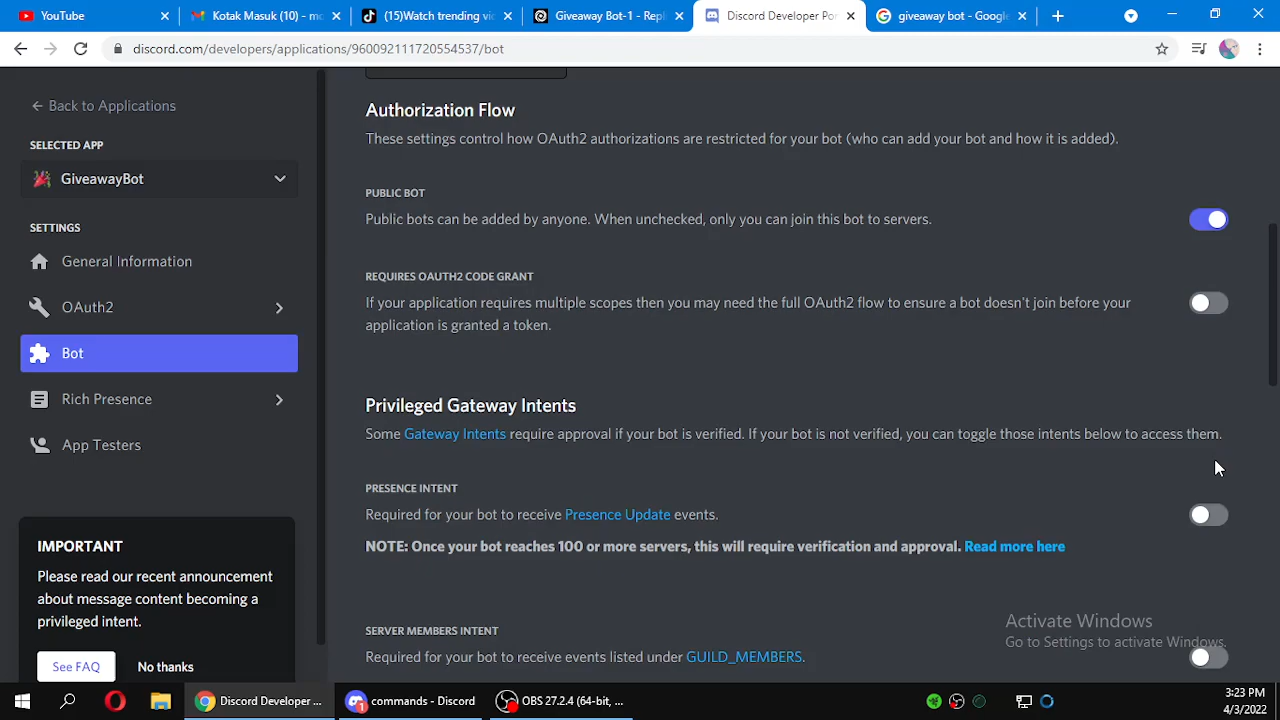 YouTube
Kotak Masuk (10) - mo
(15)Watch trending vi
Giveaway Bot-1 - Repli
Discord Developer Por
giveaway bot - Google
discord.com/developers/applications/960092111720554537/bot
← Back to Applications
SELECTED APP
GiveawayBot
SETTINGS
General Information
OAuth2
Bot
Rich Presence
App Testers
IMPORTANT
Please read our recent announcement
about message content becoming a
privileged intent.
See FAQ
No thanks
Authorization Flow
These settings control how OAuth2 authorizations are restricted for your bot (who can add your bot and how it is added).
PUBLIC BOT
Public bots can be added by anyone. When unchecked, only you can join this bot to servers.
REQUIRES OAUTH2 CODE GRANT
If your application requires multiple scopes then you may need the full OAuth2 flow to ensure a bot doesn't join before your
application is granted a token.
Privileged Gateway Intents
Some Gateway Intents require approval if your bot is verified. If your bot is not verified, you can toggle those intents below to access them.
PRESENCE INTENT
Required for your bot to receive Presence Update events.
NOTE: Once your bot reaches 100 or more servers, this will require verification and approval. Read more here
SERVER MEMBERS INTENT
Required for your bot to receive events listed under GUILD_MEMBERS.
Activate Windows
Go to Settings to activate Windows.
Discord Developer ...
commands - Discord
OBS 27.2.4 (64-bit, ...
3:23 PM
4/3/2022